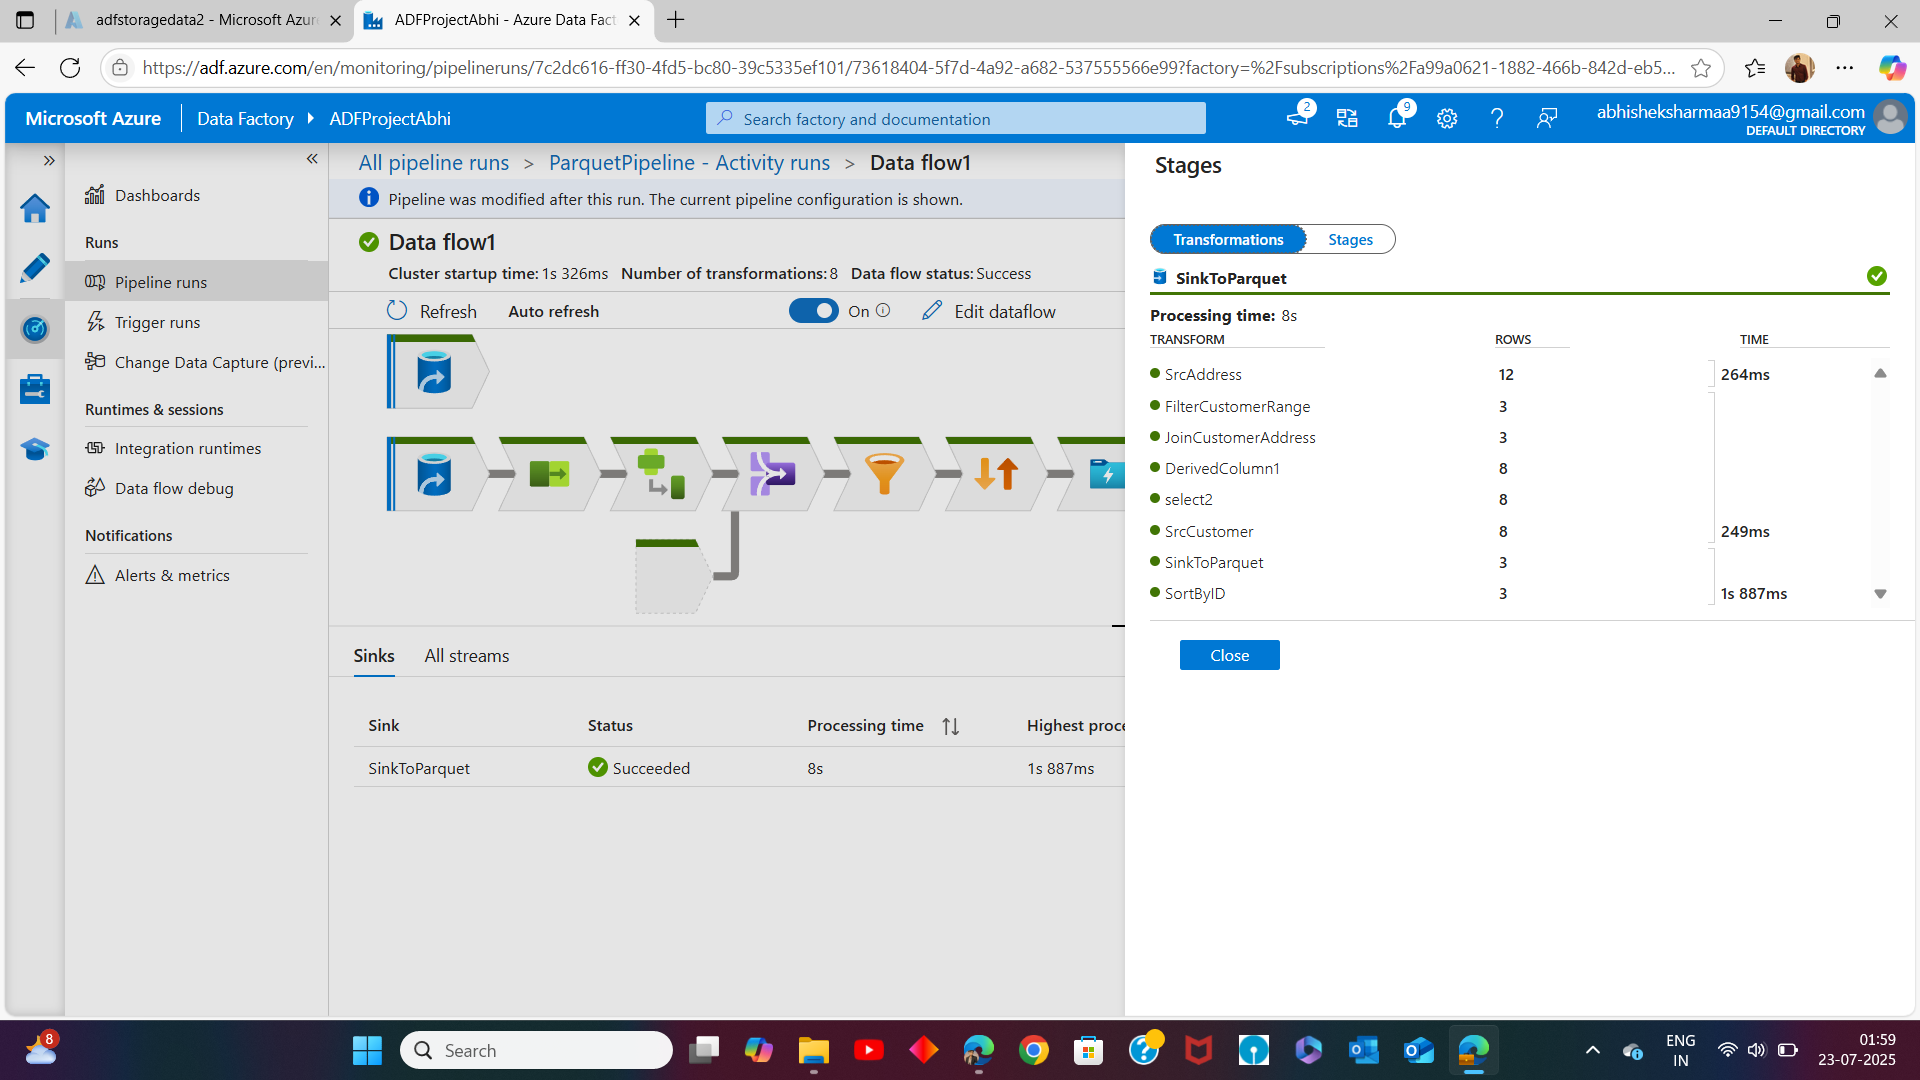 adfstoragedata2 - Microsoft Azur
ADFProjectAbhi - Azure Data Fact
https://adf.azure.com/en/monitoring/pipelineruns/7c2dc616-ff30-4fd5-bc80-39c5335ef101/73618404-5f7d-4a92-a682-537555566e99?factory=%2Fsubscriptions%2Fa99a0621-1882-466b-842d-eb5...
Microsoft Azure
Data Factory
ADFProjectAbhi
Search factory and documentation
2
9
abhisheksharmaa9154@gmail.com
DEFAULT DIRECTORY
Dashboards
Runs
Pipeline runs
Trigger runs
Change Data Capture (previ...
Runtimes & sessions
Integration runtimes
Data flow debug
Notifications
Alerts & metrics
All pipeline runs > ParquetPipeline - Activity runs > Data flow1
Pipeline was modified after this run. The current pipeline configuration is shown.
Data flow1
Cluster startup time: 1s 326ms Number of transformations: 8 Data flow status: Success
Refresh Auto refresh On Edit dataflow
Sinks All streams
Sink Status Processing time Highest proce
SinkToParquet Succeeded 8s 1s 887ms
Stages
Transformations Stages
SinkToParquet
Processing time: 8s
TRANSFORM ROWS TIME
SrcAddress 12 264ms
FilterCustomerRange 3
JoinCustomerAddress 3
DerivedColumn1 8
select2 8
SrcCustomer 8 249ms
SinkToParquet 3
SortByID 3 1s 887ms
Close
8
Search
ENG
IN
01:59
23-07-2025